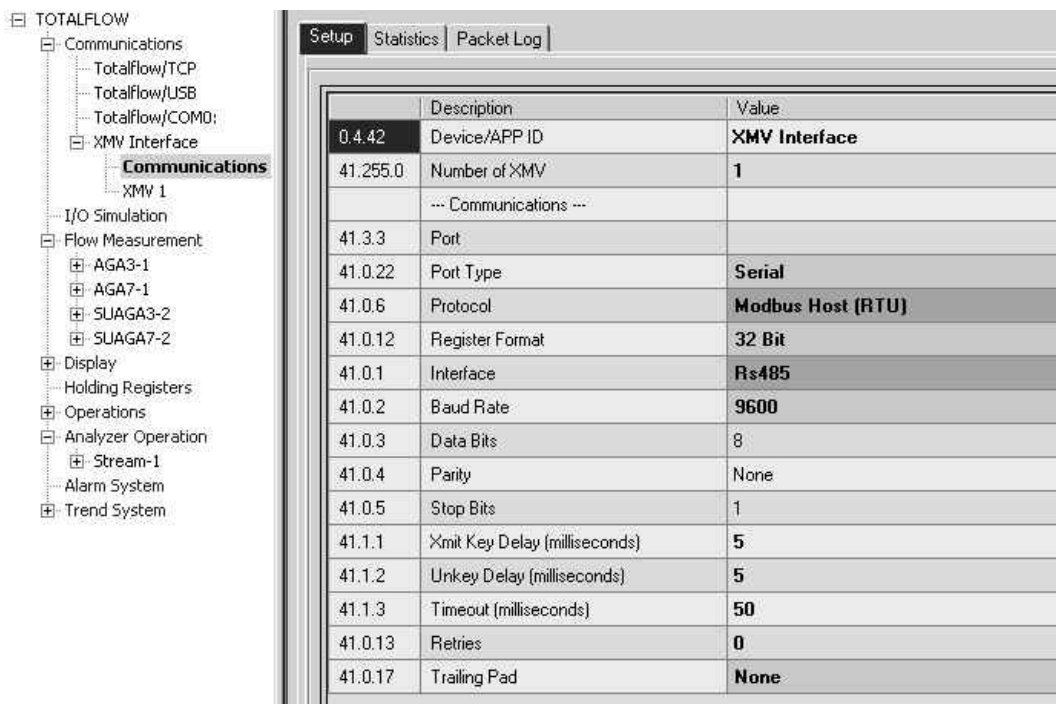 TOTALFLOW
Communications
Totalflow/TCP
Totalflow/USB
Totalflow/COM0:
XMV Interface
Communications
XMV 1
I/O Simulation
Flow Measurement
AGA3-1
AGA7-1
SUAGA3-2
SUAGA7-2
Display
Holding Registers
Operations
Analyzer Operation
Stream-1
Alarm System
Trend System
Setup Statistics Packet Log
Description Value
0.4.42 Device/APP ID XMV Interface
41.255.0 Number of XMV 1
--- Communications ---
41.3.3 Port
41.0.22 Port Type Serial
41.0.6 Protocol Modbus Host (RTU)
41.0.12 Register Format 32 Bit
41.0.1 Interface Rs485
41.0.2 Baud Rate 9600
41.0.3 Data Bits 8
41.0.4 Parity None
41.0.5 Stop Bits 1
41.1.1 Xmit Key Delay (milliseconds) 5
41.1.2 Unkey Delay (milliseconds) 5
41.1.3 Timeout (milliseconds) 50
41.0.13 Retries 0
41.0.17 Trailing Pad None